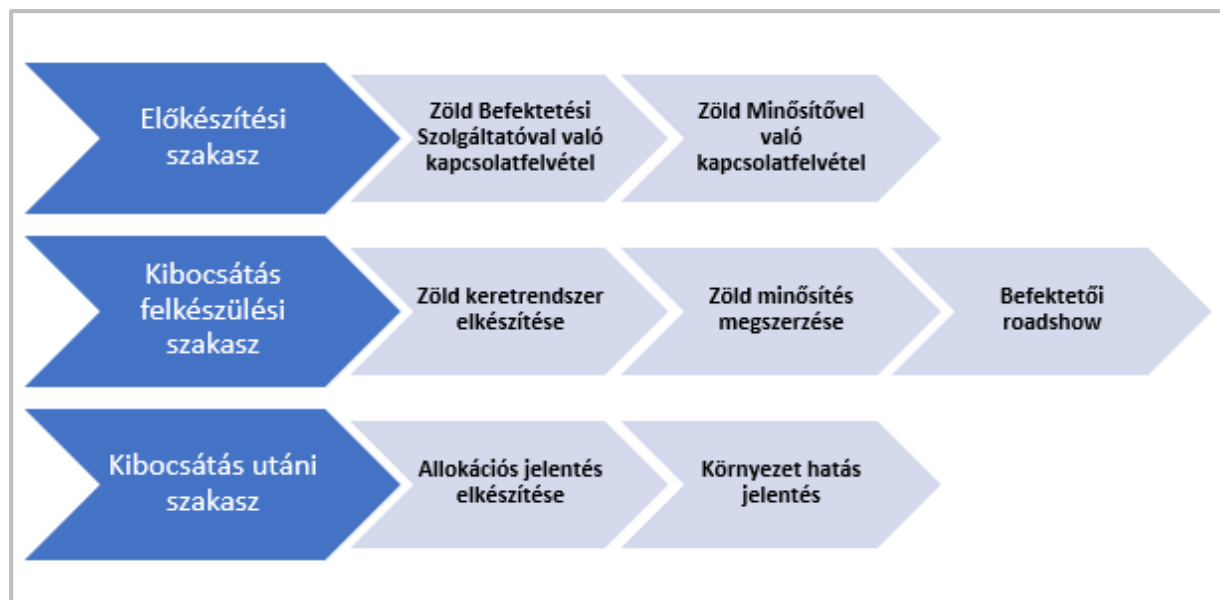 Előkészítési
szakasz
Zöld Befektetési
Szolgáltatóval való
kapcsolatfelvétel
Zöld Minősítővel
való
kapcsolatfelvétel
Kibocsátás
felkészülési
szakasz
Zöld keretrendszer
elkészítése
Zöld minősítés
megszerzése
Befektetői
roadshow
Kibocsátás utáni
szakasz
Allokációs jelentés
elkészítése
Környezet hatás
jelentés